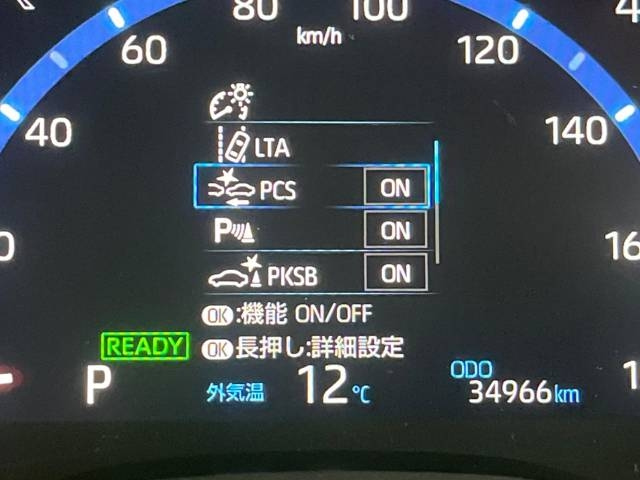 80 100
km/h
60 120
40 140
LTA
PCS ON
P ON
PKSB ON
OK:機能 ON/OFF
READY OK長押し:詳細設定
P 外気温 12℃ ODO 34966km